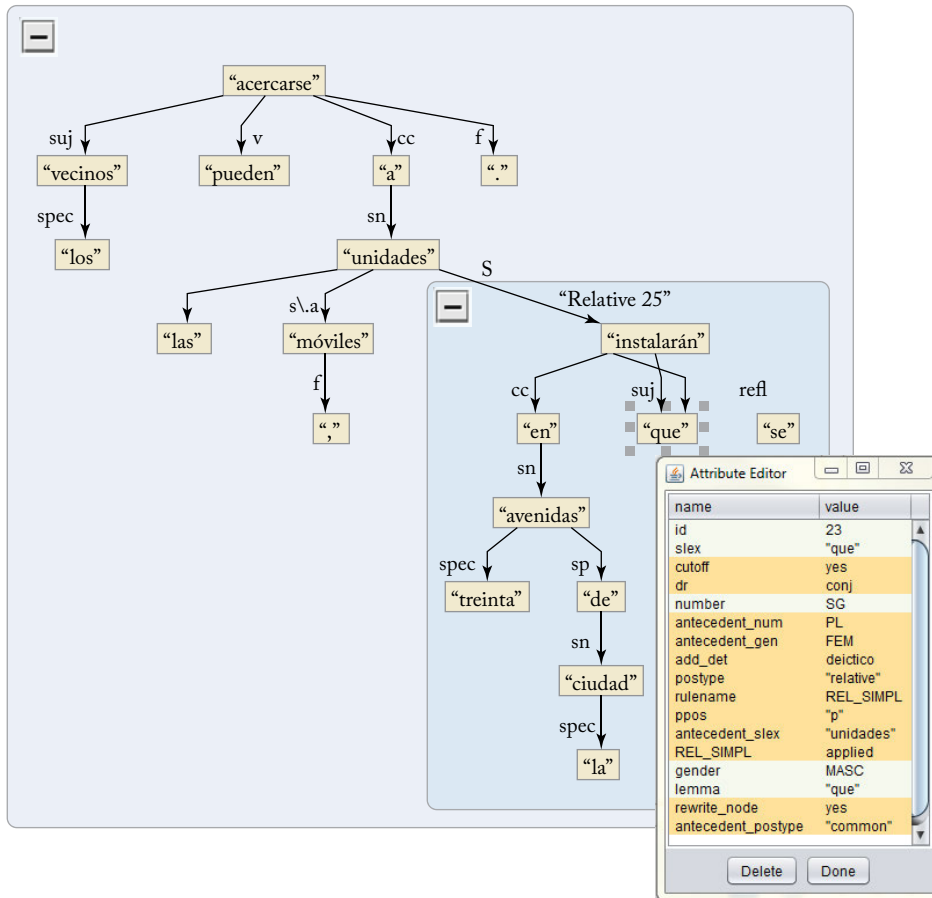 “acercarse”
suj
v
cc
f
“vecinos”
“pueden”
“a”
“.”
spec
sn
“los”
“unidades”
S
“Relative 25”
s\.a
“las”
“móviles”
“instalarán”
f
cc
suj
refl
“,”
“en”
“que”
“se”
sn
“avenidas”
spec
sp
“treinta”
“de”
sn
“ciudad”
spec
“la”
Attribute Editor
name value
id 23
slex "que"
cutoff yes
dr conj
number SG
antecedent_num PL
antecedent_gen FEM
add_det deictico
postype "relative"
rulename REL_SIMPL
ppos "p"
antecedent_slex "unidades"
REL_SIMPL applied
gender MASC
lemma "que"
rewrite_node yes
antecedent_postype "common"
Delete Done